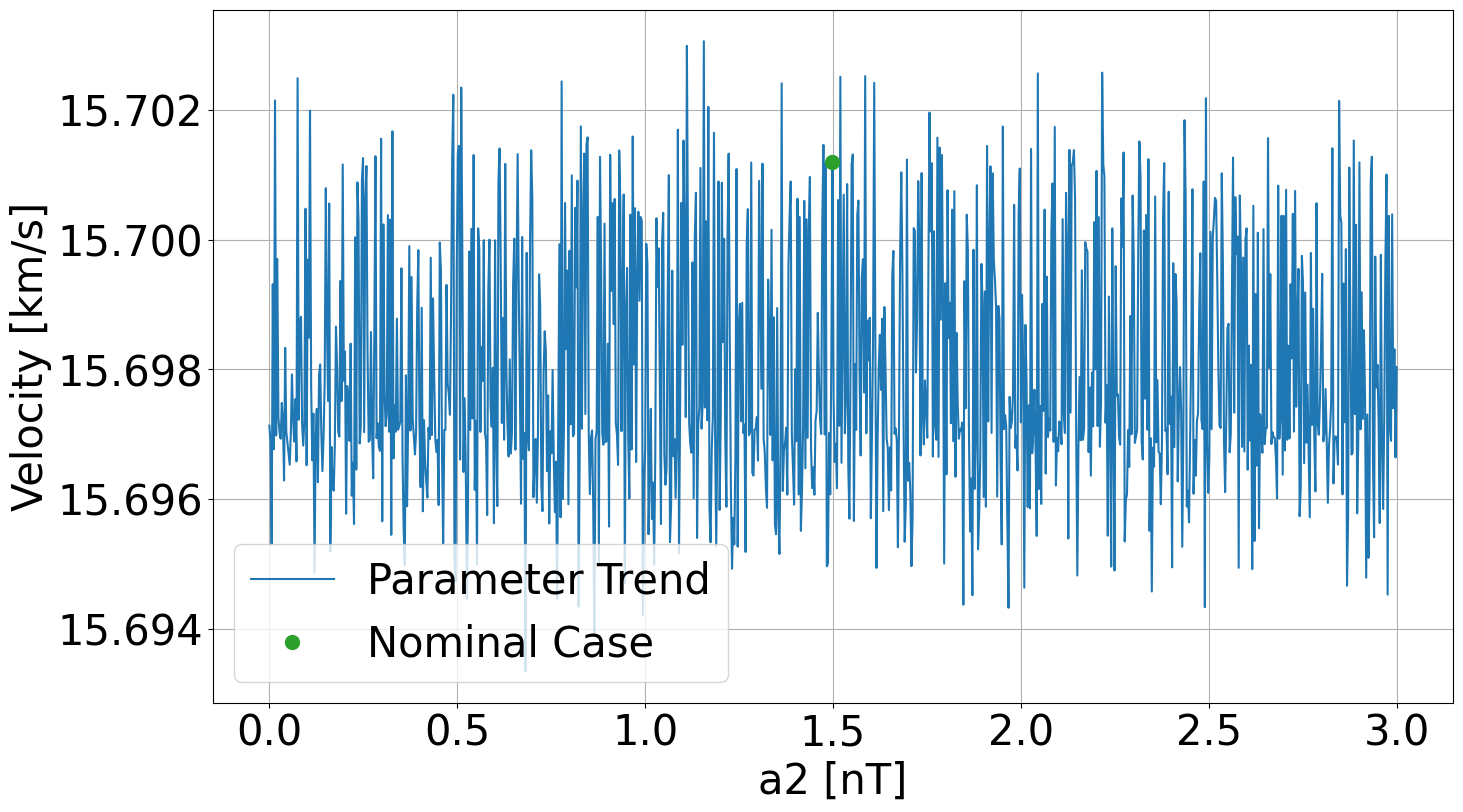 15.702
15.700
15.698
15.696
15.694
Velocity [km/s]
Parameter Trend
Nominal Case
0.0 0.5 1.0 1.5 2.0 2.5 3.0
a2 [nT]